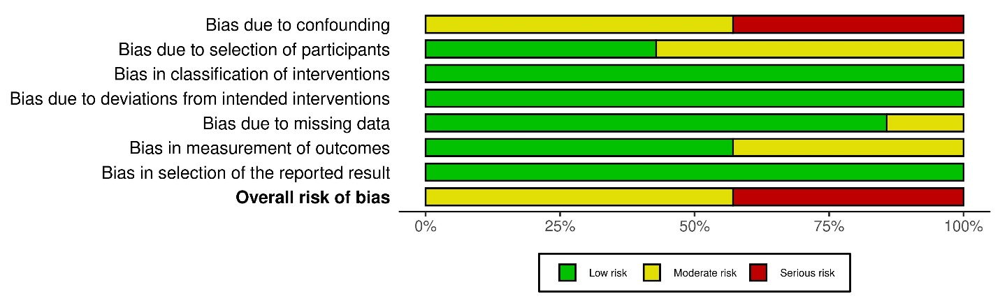 Bias due to confounding
Bias due to selection of participants
Bias in classification of interventions
Bias due to deviations from intended interventions
Bias due to missing data
Bias in measurement of outcomes
Bias in selection of the reported result
Overall risk of bias
0% 25% 50% 75% 100%
Low risk Moderate risk Serious risk